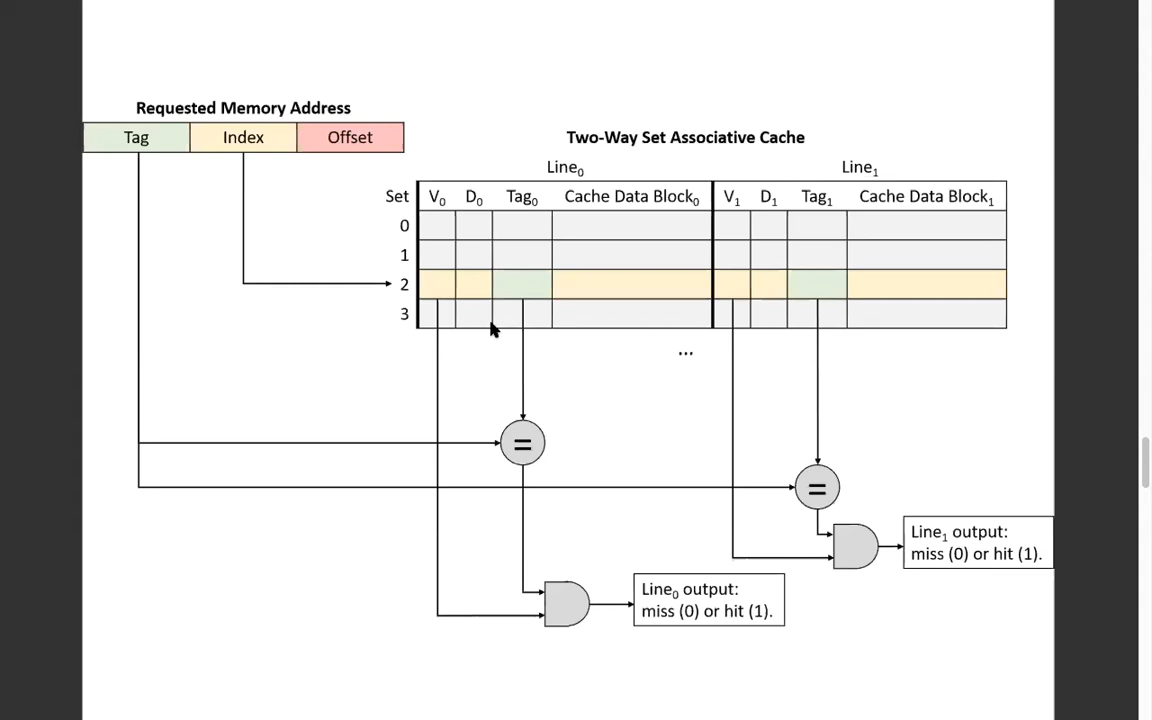 Requested Memory Address
Tag Index Offset
Two-Way Set Associative Cache
Line₀ Line₁
Set V₀ D₀ Tag₀ Cache Data Block₀ V₁ D₁ Tag₁ Cache Data Block₁
0
1
2
3
...
=
=
Line₁ output:
miss (0) or hit (1).
Line₀ output:
miss (0) or hit (1).